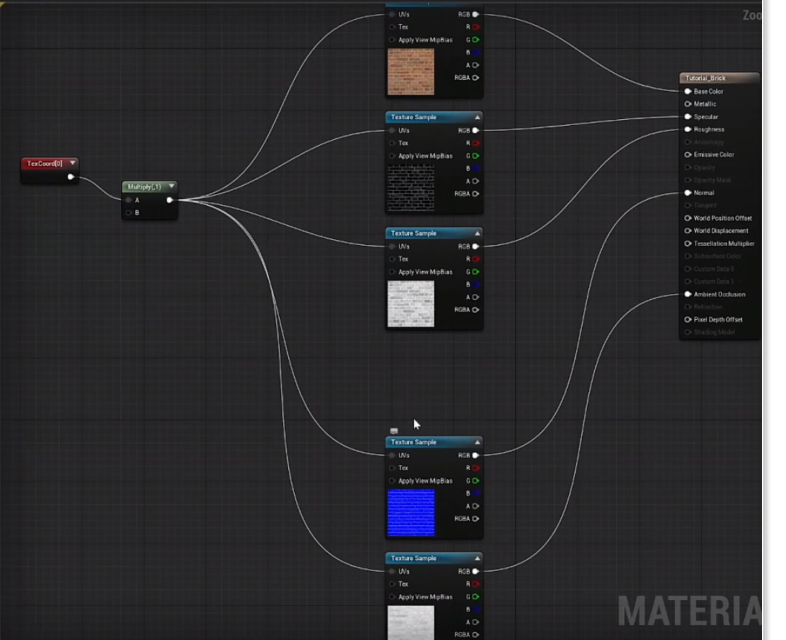 Zoo
UVs RGB
Tex R
Apply View MipBias G
B
A
RGBA
Texture Sample
UVs RGB
Tex R
Apply View MipBias G
B
A
RGBA
Texture Sample
UVs RGB
Tex R
Apply View MipBias G
B
A
RGBA
Texture Sample
UVs RGB
Tex R
Apply View MipBias G
B
A
RGBA
Texture Sample
UVs RGB
Tex R
Apply View MipBias G
B
A
RGBA
TexCoord[0]
Multiply(,1)
A
B
Tutorial_Brick
Base Color
Metallic
Specular
Roughness
Anisotropy
Emissive Color
Opacity
Opacity Mask
Normal
Tangent
World Position Offset
World Displacement
Tessellation Multiplier
Subsurface Color
Custom Data 0
Custom Data 1
Ambient Occlusion
Refraction
Pixel Depth Offset
Shading Model
MATERIA